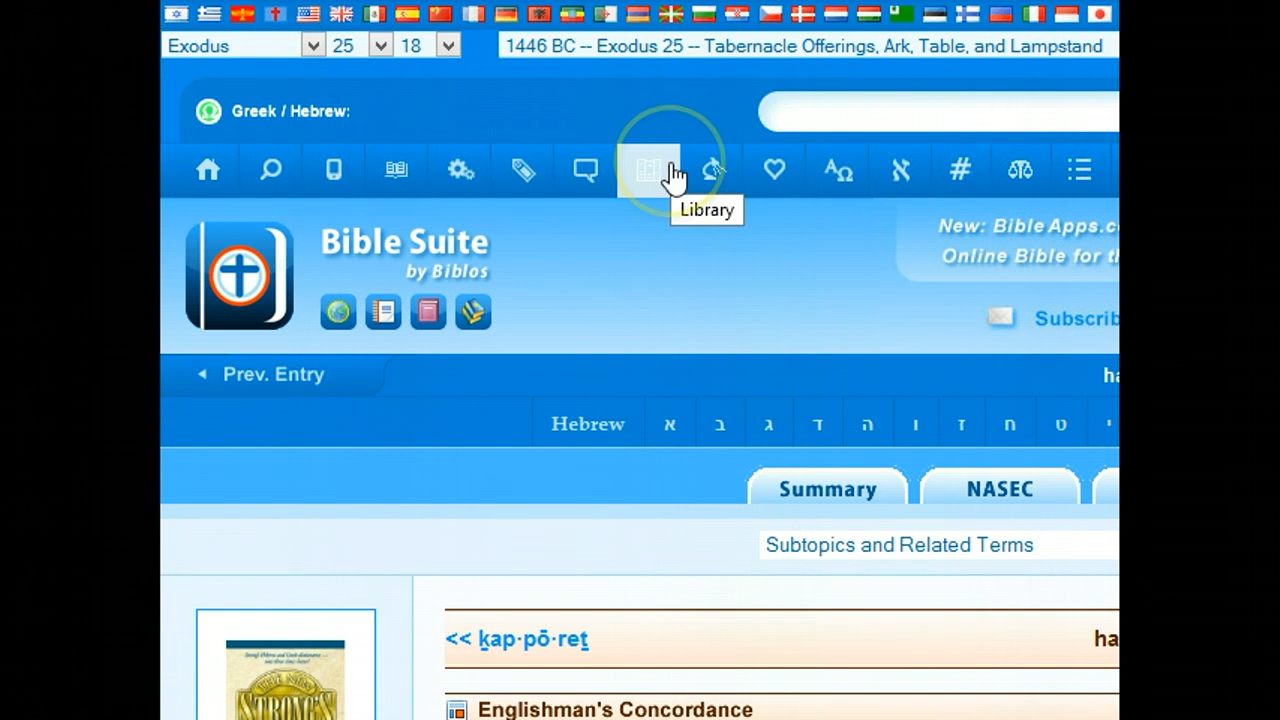 Exodus 25 18 1446 BC -- Exodus 25 -- Tabernacle Offerings, Ark, Table, and Lampstand
Greek / Hebrew:
Library
Bible Suite
by Biblos
New: Bible Apps.c
Online Bible for th
Subscrib
Prev. Entry ha
Hebrew א ב ג ד ה ו ז ח ט י
Summary NASEC
Subtopics and Related Terms
<< ḵap·pō·reṯ ha
STRONG'S
Englishman's Concordance